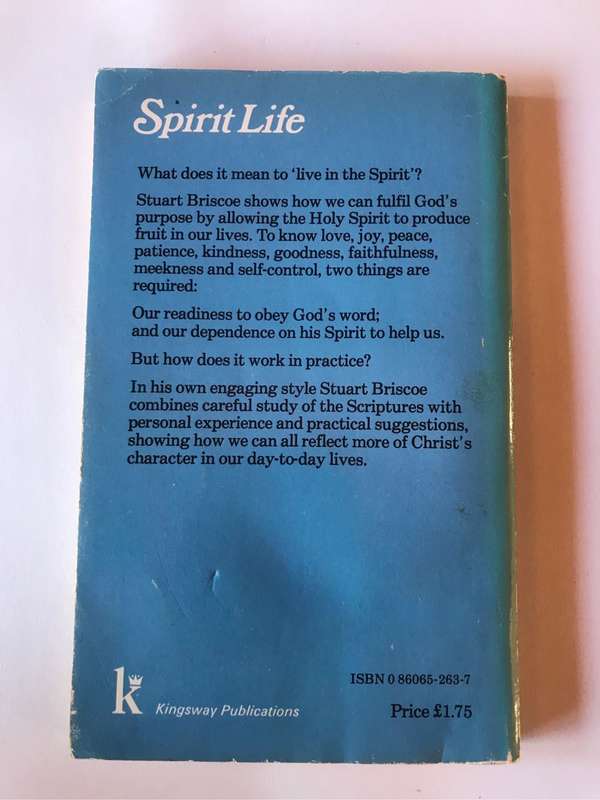 Spirit Life
What does it mean to ‘live in the Spirit’?
Stuart Briscoe shows how we can fulfil God’s
purpose by allowing the Holy Spirit to produce
fruit in our lives. To know love, joy, peace,
patience, kindness, goodness, faithfulness,
meekness and self-control, two things are
required:
Our readiness to obey God’s word;
and our dependence on his Spirit to help us.
But how does it work in practice?
In his own engaging style Stuart Briscoe
combines careful study of the Scriptures with
personal experience and practical suggestions,
showing how we can all reflect more of Christ’s
character in our day-to-day lives.
ISBN 0 86065-263-7
k Kingsway Publications
Price £1.75